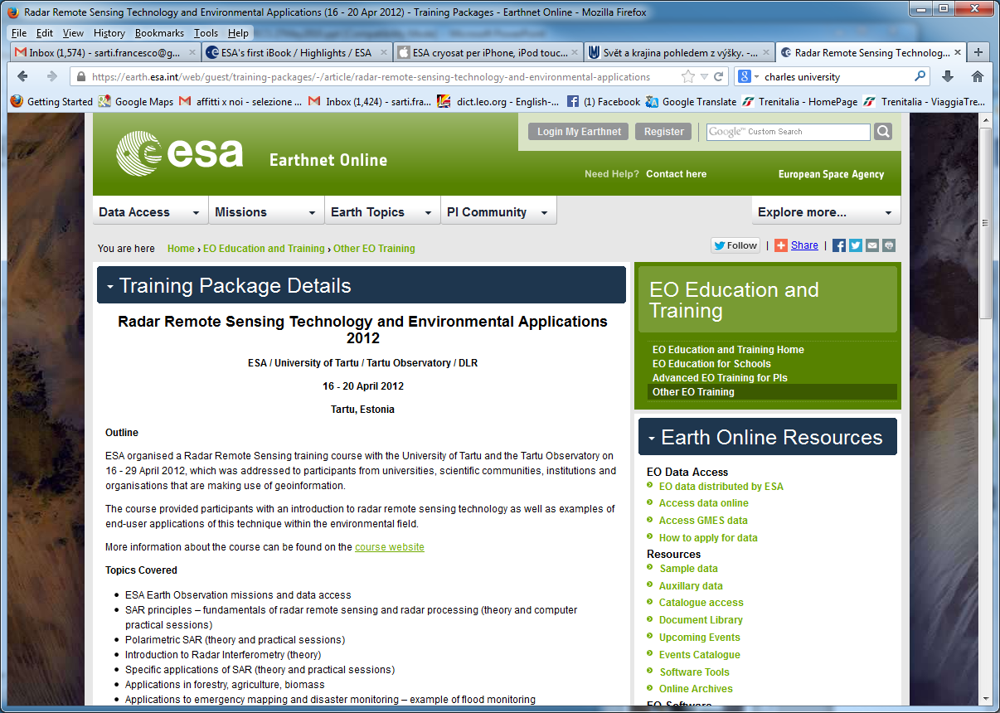 Radar Remote Sensing Technology and Environmental Applications (16 - 20 Apr 2012) - Training Packages - Earthnet Online - Mozilla Firefox
File Edit View History Bookmarks Tools Help
Inbox (1,574) - sarti.francesco@g... ESA's first iBook / Highlights / ESA ESA cryosat per iPhone, iPod touc... Svět a krajina pohledem z výšky. -... Radar Remote Sensing Technolog...
https://earth.esa.int/web/guest/training-packages/-/article/radar-remote-sensing-technology-and-environmental-applications charles university
Getting Started Google Maps affitti x noi - selezione ... Inbox (1,424) - sarti.fra... dict.leo.org - English-... (1) Facebook Google Translate Trenitalia - HomePage Trenitalia - ViaggiaTre...
Login My Earthnet Register Google™ Custom Search
esa Earthnet Online
Need Help? Contact here European Space Agency
Data Access Missions Earth Topics PI Community Explore more...
You are here Home › EO Education and Training › Other EO Training Follow | Share |
Training Package Details
Radar Remote Sensing Technology and Environmental Applications
2012
ESA / University of Tartu / Tartu Observatory / DLR
16 - 20 April 2012
Tartu, Estonia
Outline
ESA organised a Radar Remote Sensing training course with the University of Tartu and the Tartu Observatory on
16 - 29 April 2012, which was addressed to participants from universities, scientific communities, institutions and
organisations that are making use of geoinformation.
The course provided participants with an introduction to radar remote sensing technology as well as examples of
end-user applications of this technique within the environmental field.
More information about the course can be found on the course website
Topics Covered
ESA Earth Observation missions and data access
SAR principles – fundamentals of radar remote sensing and radar processing (theory and computer
practical sessions)
Polarimetric SAR (theory and practical sessions)
Introduction to Radar Interferometry (theory)
Specific applications of SAR (theory and practical sessions)
Applications in forestry, agriculture, biomass
Applications to emergency mapping and disaster monitoring – example of flood monitoring
EO Education and
Training
EO Education and Training Home
EO Education for Schools
Advanced EO Training for PIs
Other EO Training
Earth Online Resources
EO Data Access
EO data distributed by ESA
Access data online
Access GMES data
How to apply for data
Resources
Sample data
Auxillary data
Catalogue access
Document Library
Upcoming Events
Events Catalogue
Software Tools
Online Archives
EO Software